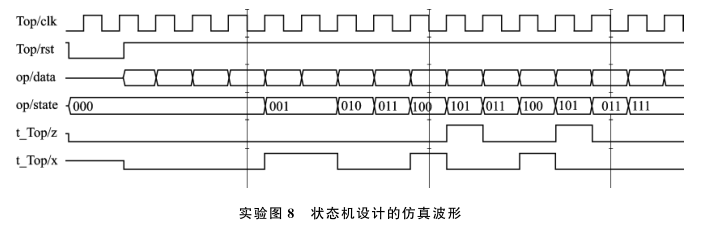 Top/clk
Top/rst
op/data
op/state 000 001 010 011 100 101 011 100 101 011 111
t_Top/z
t_Top/x
实验图 8 状态机设计的仿真波形